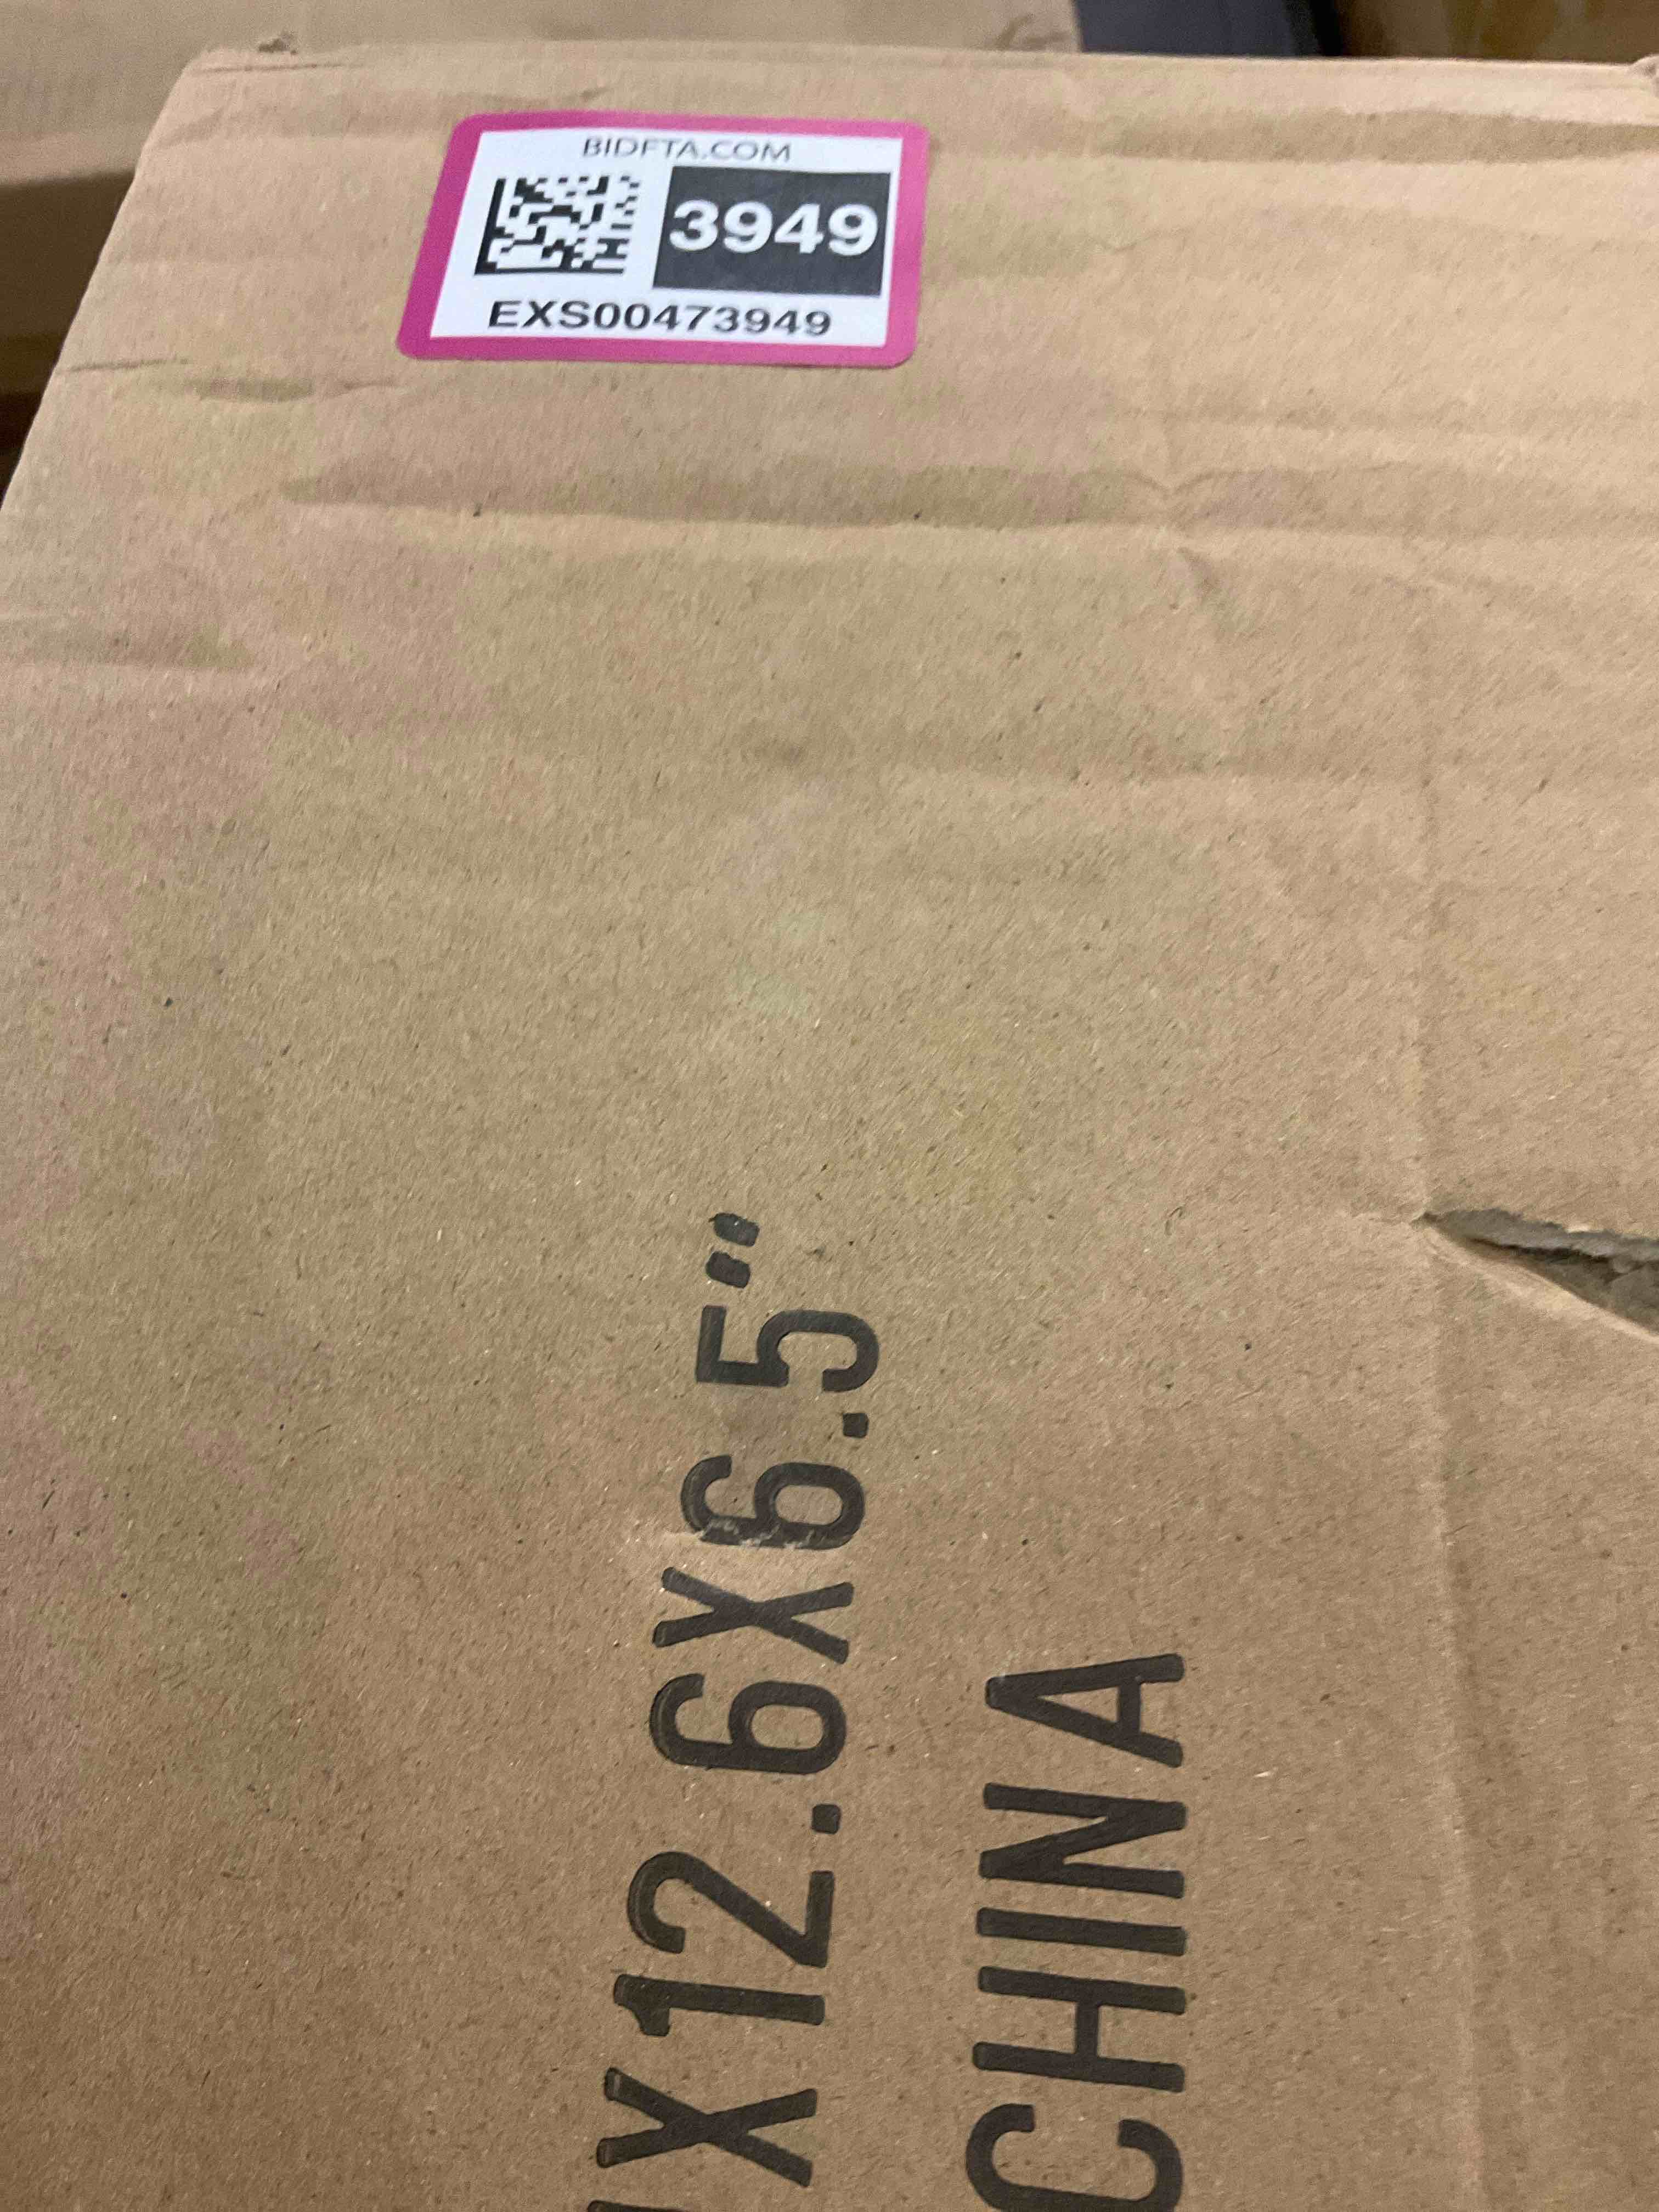 BIDFTA.COM
3949
EXS00473949
X12.6X6.5"
CHINA